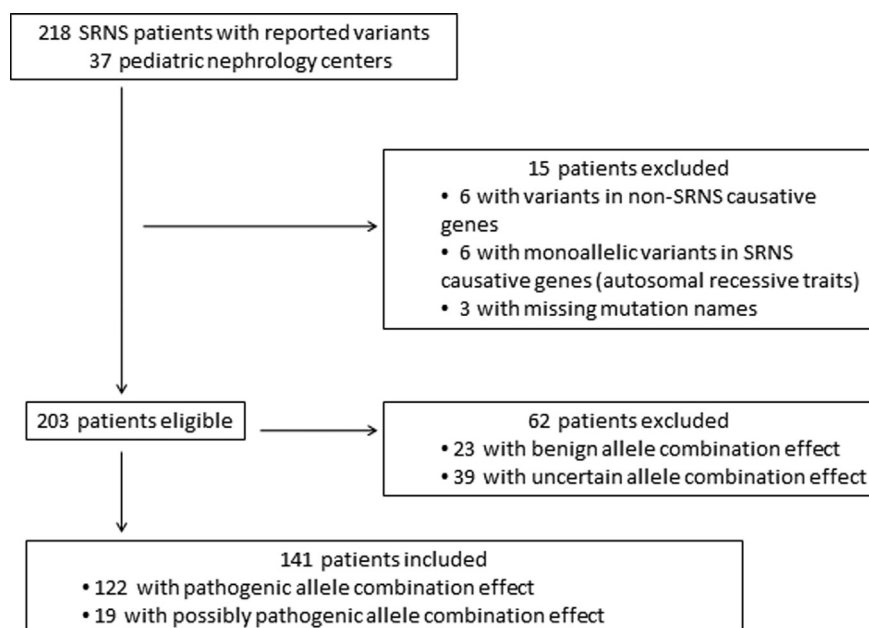 218 SRNS patients with reported variants
37 pediatric nephrology centers
15 patients excluded
• 6 with variants in non-SRNS causative
genes
• 6 with monoallelic variants in SRNS
causative genes (autosomal recessive traits)
• 3 with missing mutation names
203 patients eligible
62 patients excluded
• 23 with benign allele combination effect
• 39 with uncertain allele combination effect
141 patients included
• 122 with pathogenic allele combination effect
• 19 with possibly pathogenic allele combination effect